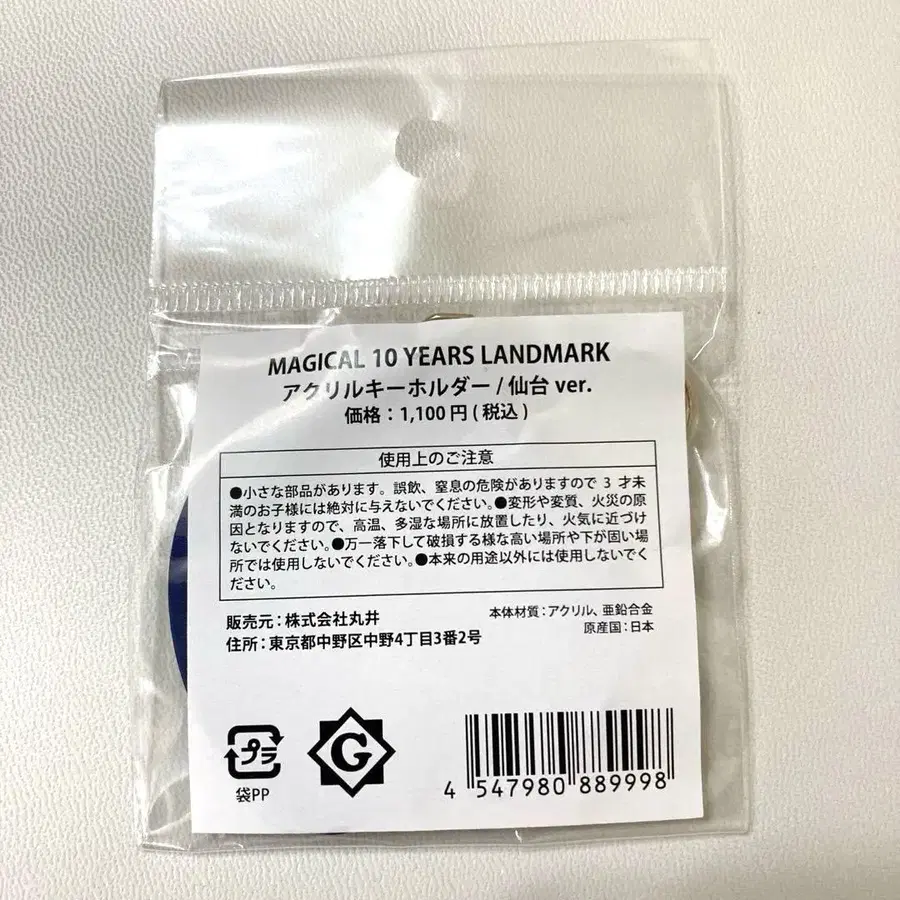 MAGICAL 10 YEARS LANDMARK
アクリルキーホルダー / 仙台 ver.
価格：1,100 円 ( 税込 )
使用上のご注意
●小さな部品があります。誤飲、窒息の危険がありますので 3 才未
満のお子様には絶対に与えないでください。●変形や変質、火災の原
因となりますので、高温、多湿な場所に放置したり、火気に近づけ
ないでください。●万一落下して破損する様な高い場所や下が固い場
所では使用しないでください。●本来の用途以外には使用しないでく
ださい。
販売元：株式会社丸井
住所：東京都中野区中野4丁目3番2号
本体材質：アクリル、亜鉛合金
原産国：日本
プラ
袋PP
G
4 547980 889998